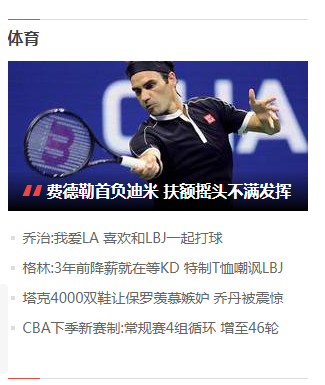 体育
CHA
W
费德勒首负迪米 扶额摇头不满发挥
乔治:我爱LA 喜欢和LBJ一起打球
格林:3年前降薪就在等KD 特制T恤嘲讽LBJ
塔克4000双鞋让保罗羡慕嫉妒 乔丹被震惊
CBA下季新赛制:常规赛4组循环 增至46轮